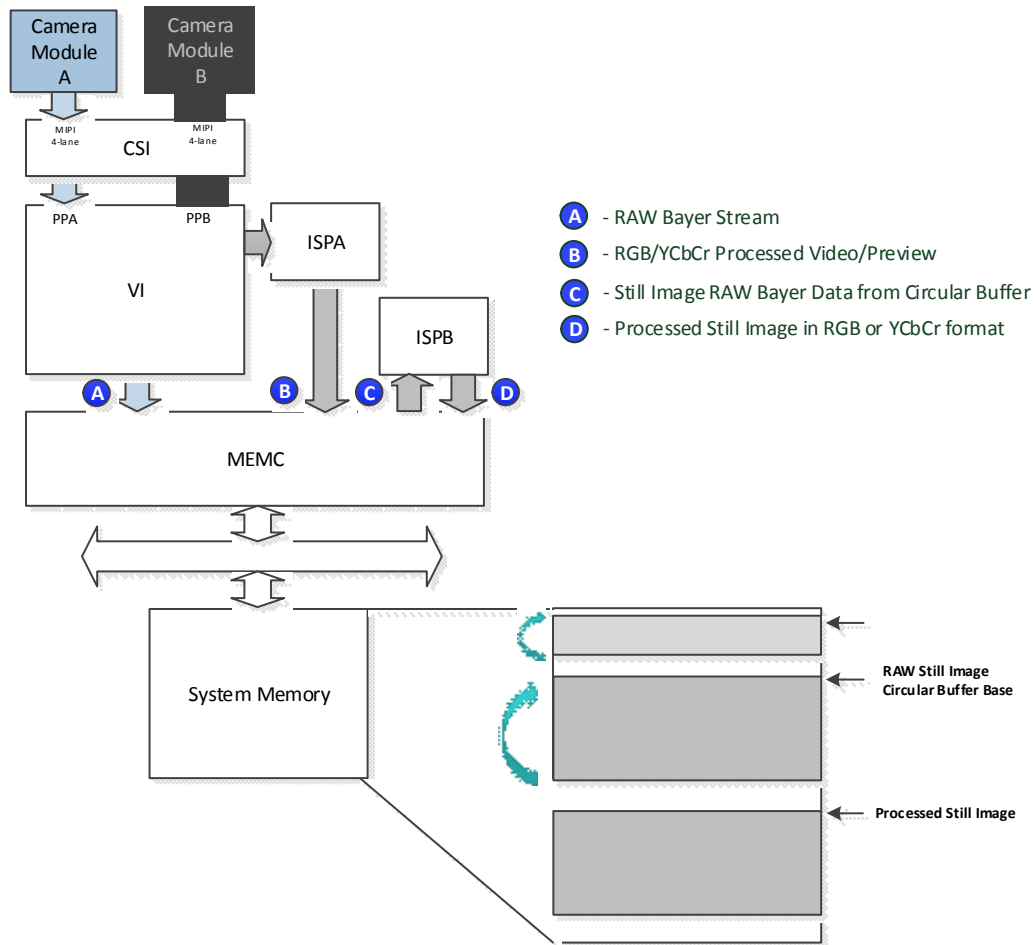 Camera
Module
A
Camera
Module
B
MIPI
4-lane
MIPI
4-lane
CSI
PPA
PPB
VI
ISPA
ISPB
A - RAW Bayer Stream
B - RGB/YCbCr Processed Video/Preview
C - Still Image RAW Bayer Data from Circular Buffer
D - Processed Still Image in RGB or YCbCr format
A
B
C
D
MEMC
System Memory
RAW Still Image
Circular Buffer Base
Processed Still Image